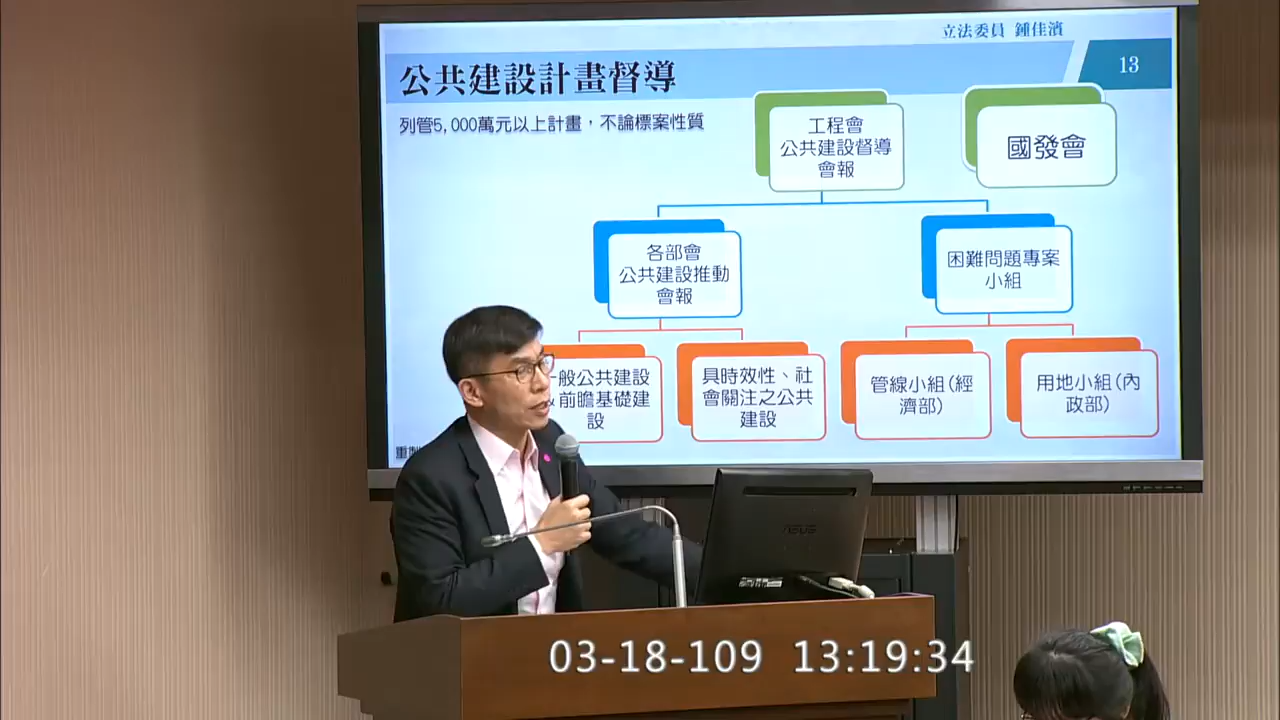 立法委員 鍾佳濱
13
公共建設計畫督導
列管5,000萬元以上計畫，不論標案性質
工程會
公共建設督導
會報
國發會
各部會
公共建設推動
會報
困難問題專案
小組
般公共建設
前瞻基礎建
設
具時效性、社
會關注之公共
建設
管線小組(經
濟部)
用地小組(內
政部)
ASUS
03-18-109 13:19:34